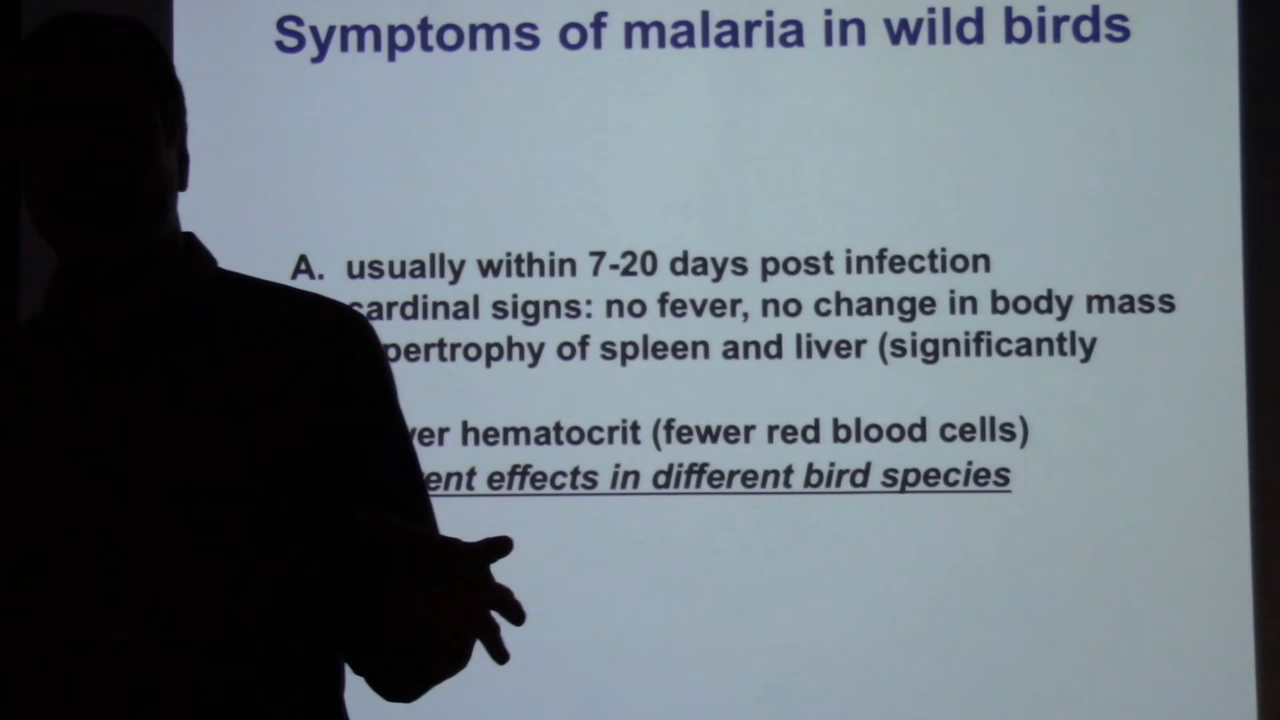 Symptoms of malaria in wild birds
A. usually within 7-20 days post infection
cardinal signs: no fever, no change in body mass
pertrophy of spleen and liver (significantly
er hematocrit (fewer red blood cells)
ent effects in different bird species